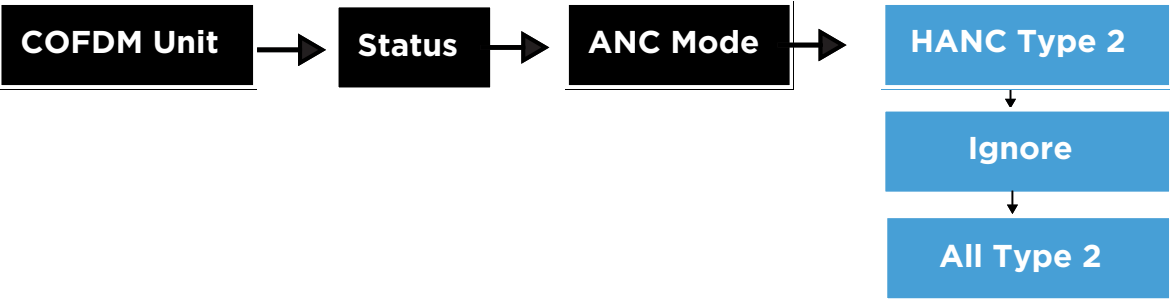 COFDM Unit
Status
ANC Mode
HANC Type 2
Ignore
All Type 2